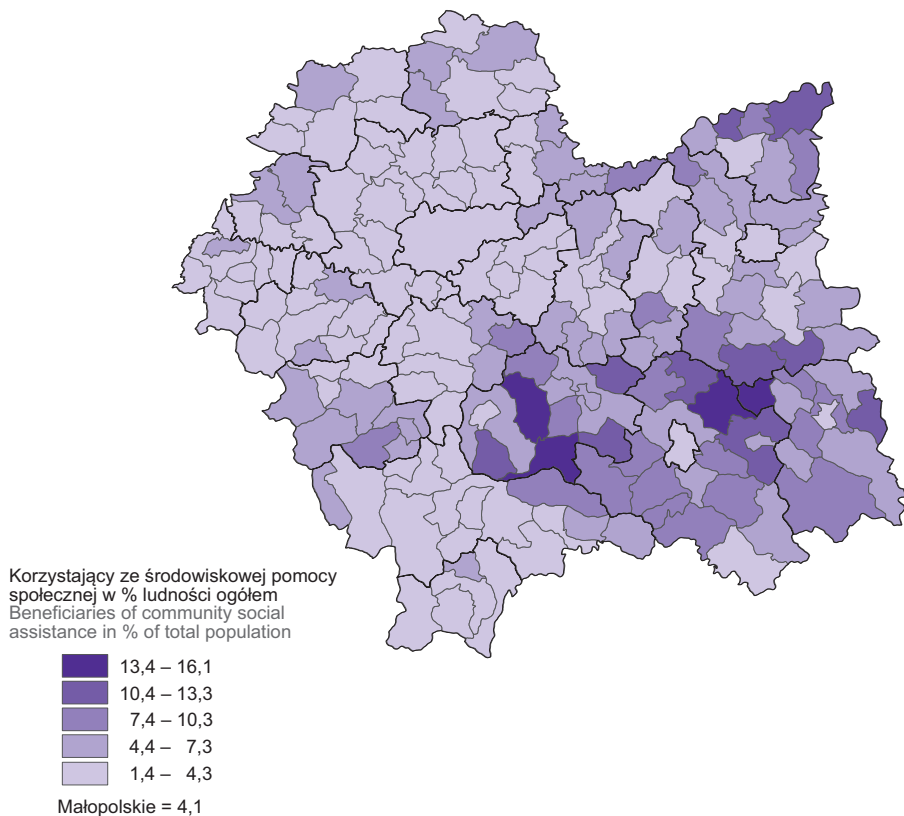 Korzystający ze środowiskowej pomocy
społecznej w % ludności ogółem
Beneficiaries of community social
assistance in % of total population
13,4 – 16,1
10,4 – 13,3
7,4 – 10,3
4,4 – 7,3
1,4 – 4,3
Małopolskie = 4,1